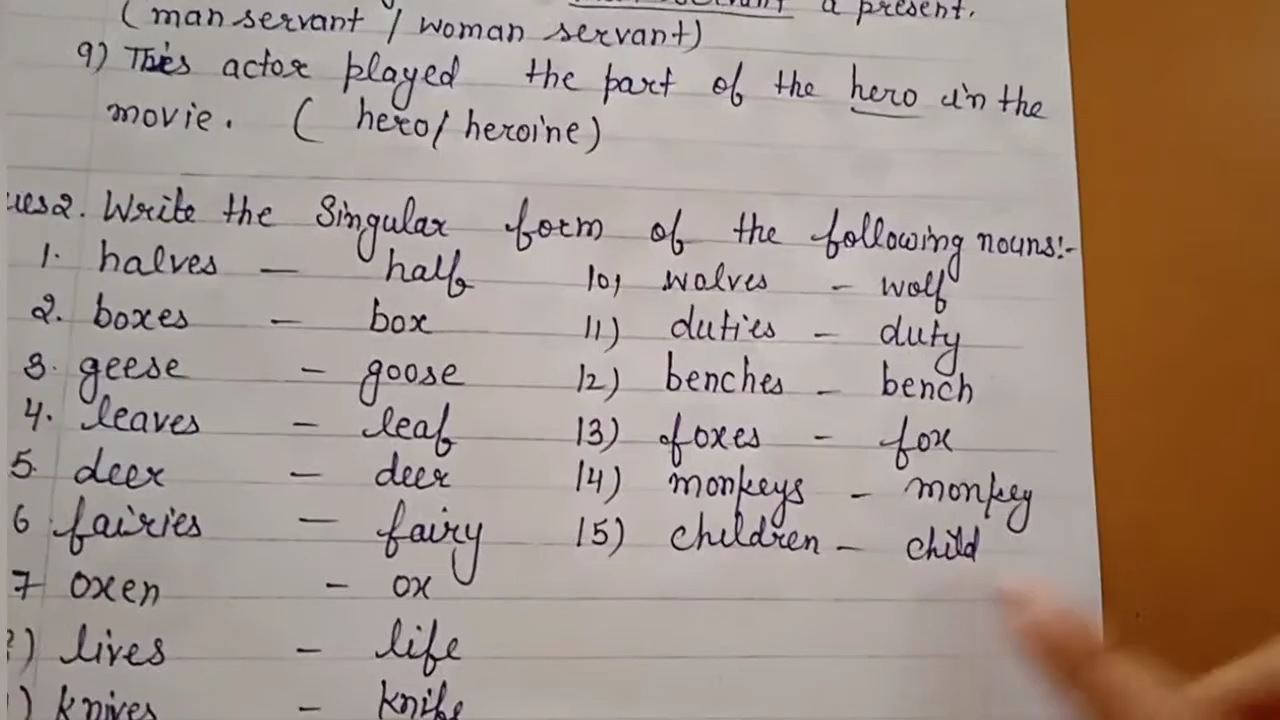 a present.
(man servant / woman servant)
9) This actor played the part of the hero in the
movie. (hero/heroine)
ues2. Write the Singular form of the following nouns:-
1. halves - half
2. boxes - box
3. geese - goose
4. leaves - leaf
5. deer - deer
6 fairies - fairy
7 oxen - ox
) lives - life
) knives - knife
10) wolves - wolf
11) duties - duty
12) benches - bench
13) foxes - fox
14) monkeys - monkey
15) children - child